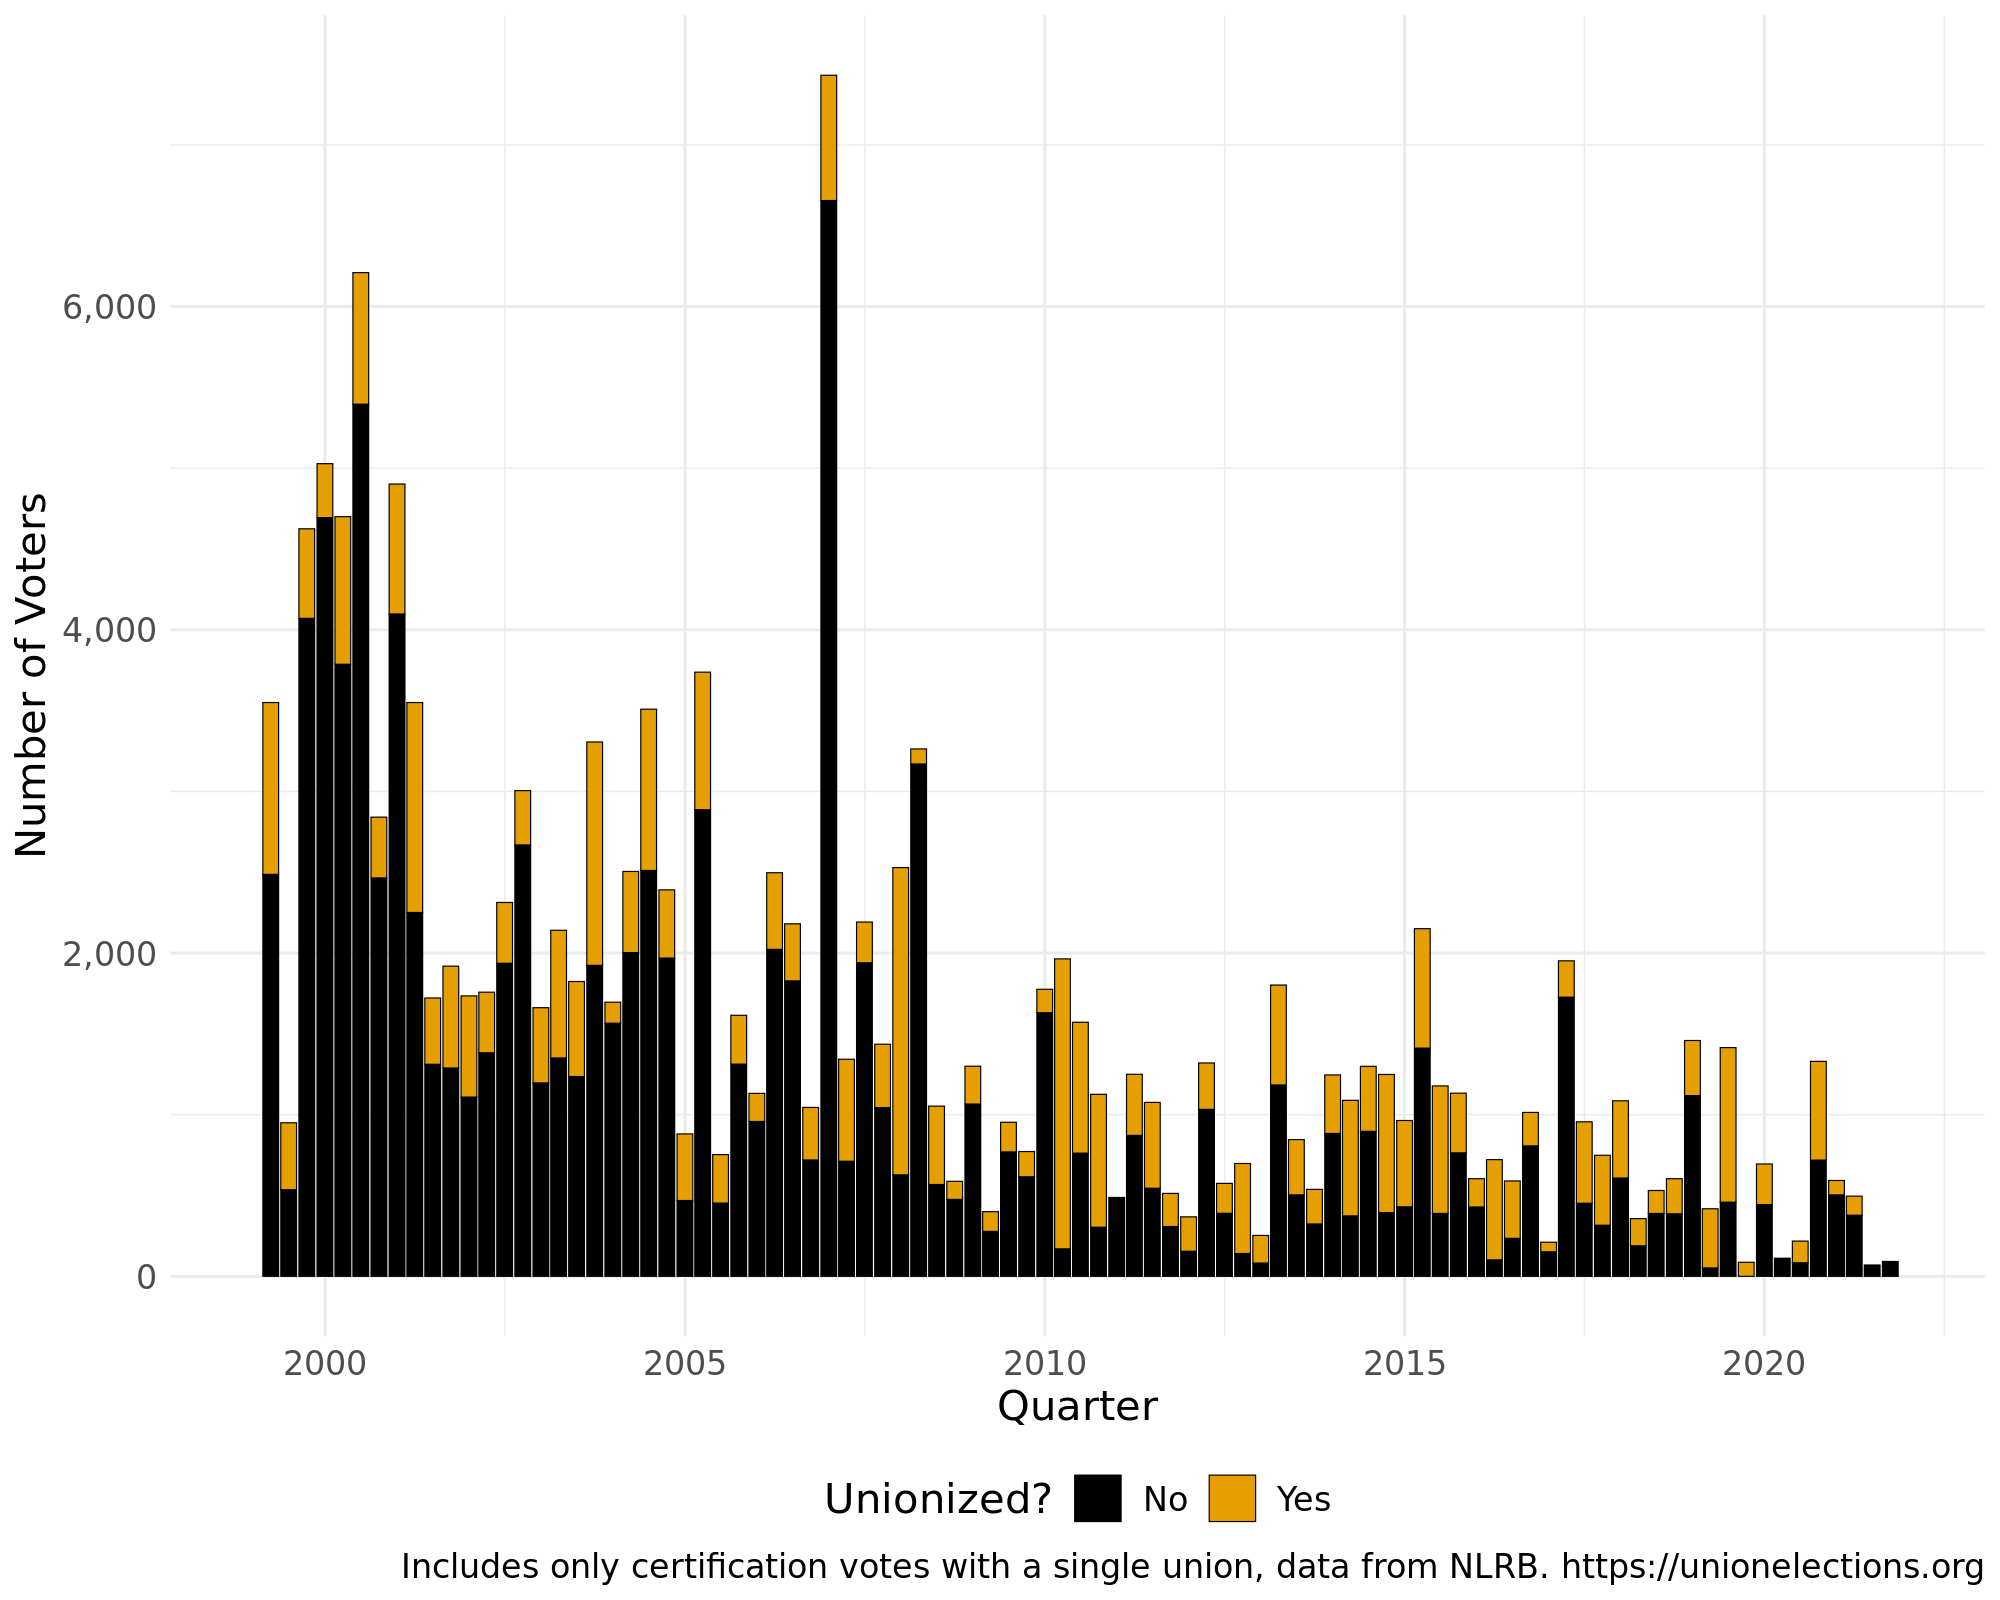 Number of Voters
6,000
4,000
2,000
0
2000 2005 2010 2015 2020
Quarter
Unionized? No Yes
Includes only certification votes with a single union, data from NLRB. https://unionelections.org